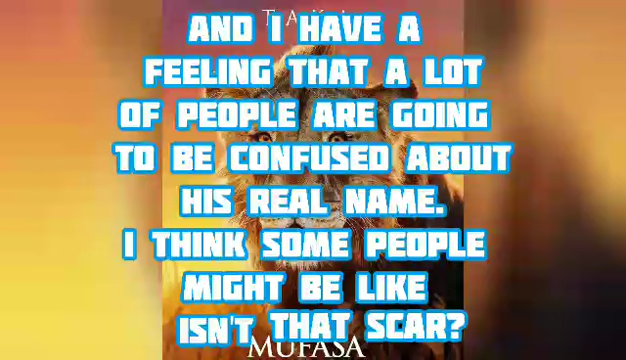 AND I HAVE A
FEELING THAT A LOT
OF PEOPLE ARE GOING
TO BE CONFUSED ABOUT
HIS REAL NAME.
I THINK SOME PEOPLE
MIGHT BE LIKE
ISN'T THAT SCAR?
MUFASA